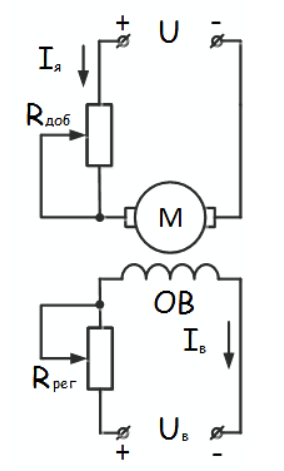 + U -
Iя
Rдоб
M
ОВ
Iв
Rрег
Uв
+ -